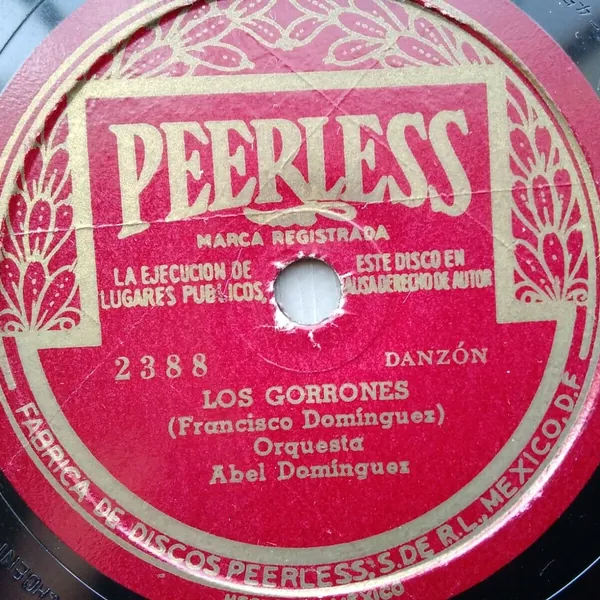 PEERLESS
MARCA REGISTRADA
LA EJECUCION DE ESTE DISCO EN
LUGARES PUBLICOS, CAUSA DERECHO DE AUTOR
2388 DANZÓN
LOS GORRONES
(Francisco Domínguez)
Orquesta
Abel Domínguez
FABRICA DE DISCOS PEERLESS, S. DE R.L., MEXICO, D.F.
MEXICO